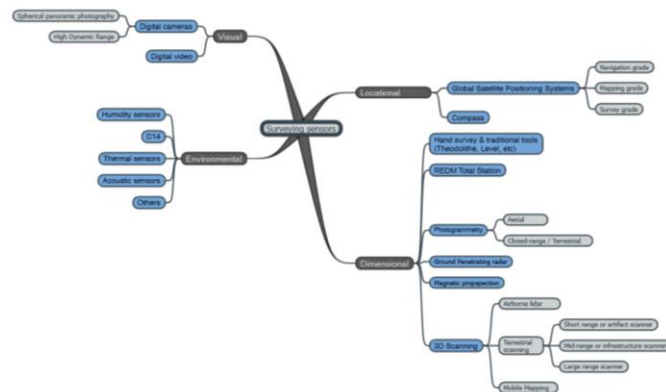 Spherical panoramic photography
High Dynamic Range
Digital cameras
Digital video
Visual
Humidity sensors
C14
Thermal sensors
Acoustic sensors
Others
Environmental
Surveying sensors
Locational
Global Satellite Positioning Systems
Navigation grade
Mapping grade
Survey grade
Compass
Dimensional
Hand survey & traditional tools
(Theodolithe, Level, etc)
REDM Total Station
Photogrammetry
Aerial
Closed-range / Terrestrial
Ground Penetrating radar
Magnetic propspection
3D Scanning
Airborne lidar
Terrestrial
scanning
Short range or artifact scanner
Mid-range or infrastructure scanner
Large range scanner
Mobile Mapping